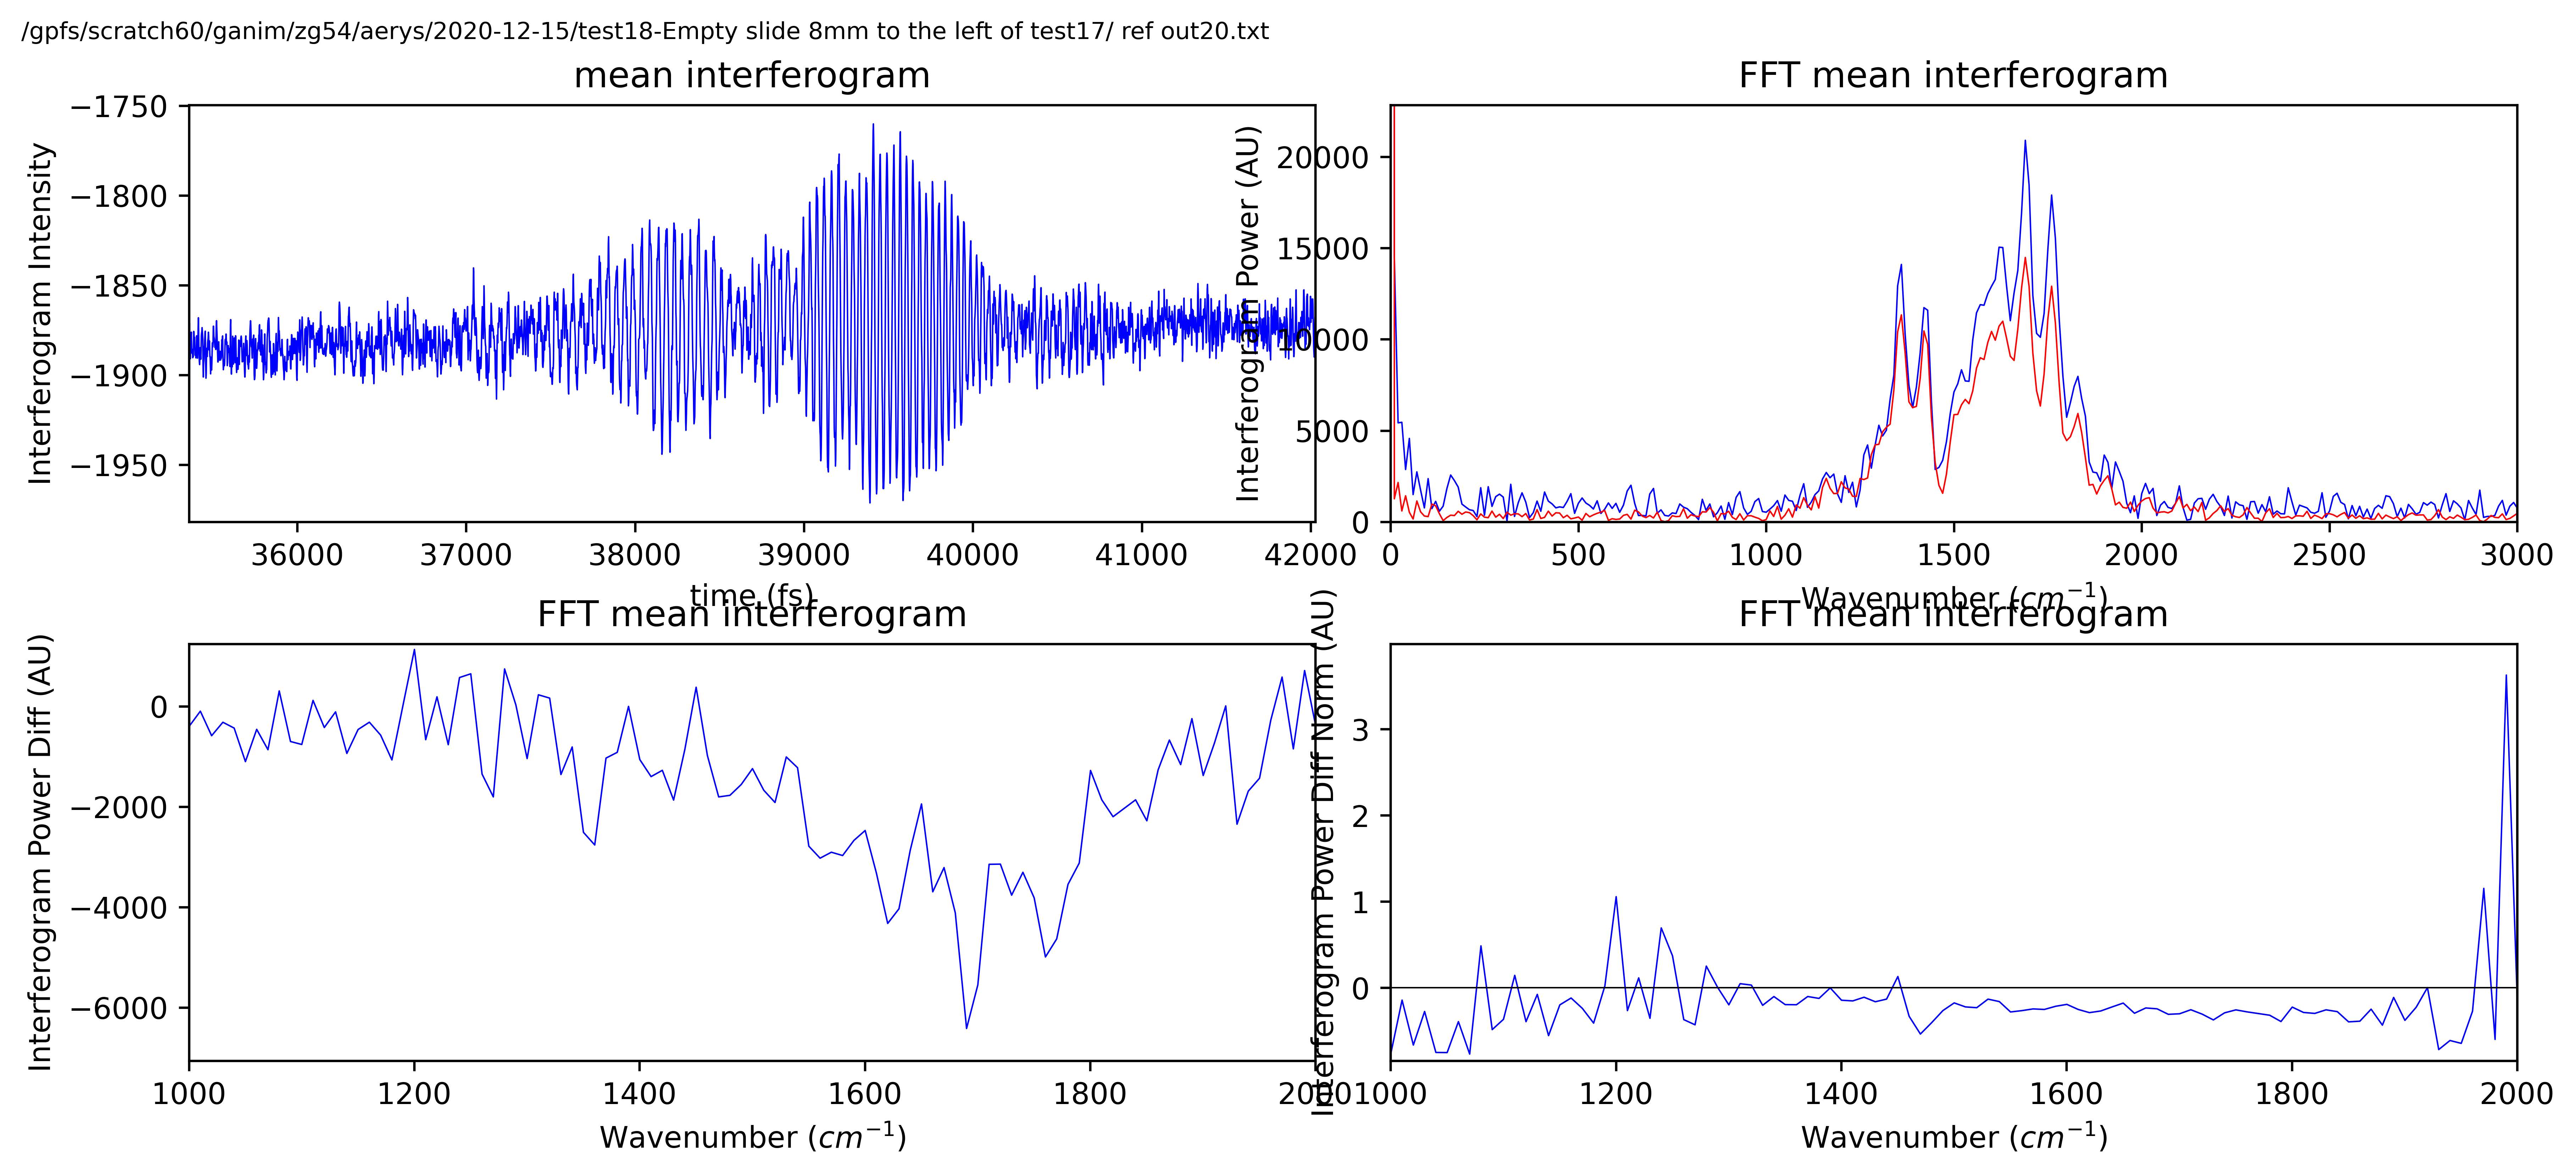 /gpfs/scratch60/ganim/zg54/aerys/2020-12-15/test18-Empty slide 8mm to the left of test17/ ref out20.txt
mean interferogram
Interferogram Intensity
−1750
−1800
−1850
−1900
−1950
36000 37000 38000 39000 40000 41000 42000
time (fs)
FFT mean interferogram
Interferogram Power (AU)
20000
15000
10000
5000
0
0 500 1000 1500 2000 2500 3000
Wavenumber (cm⁻¹)
FFT mean interferogram
Interferogram Power Diff (AU)
0
−2000
−4000
−6000
1000 1200 1400 1600 1800 2000
Wavenumber (cm⁻¹)
FFT mean interferogram
Interferogram Power Diff Norm (AU)
3
2
1
0
1000 1200 1400 1600 1800 2000
Wavenumber (cm⁻¹)